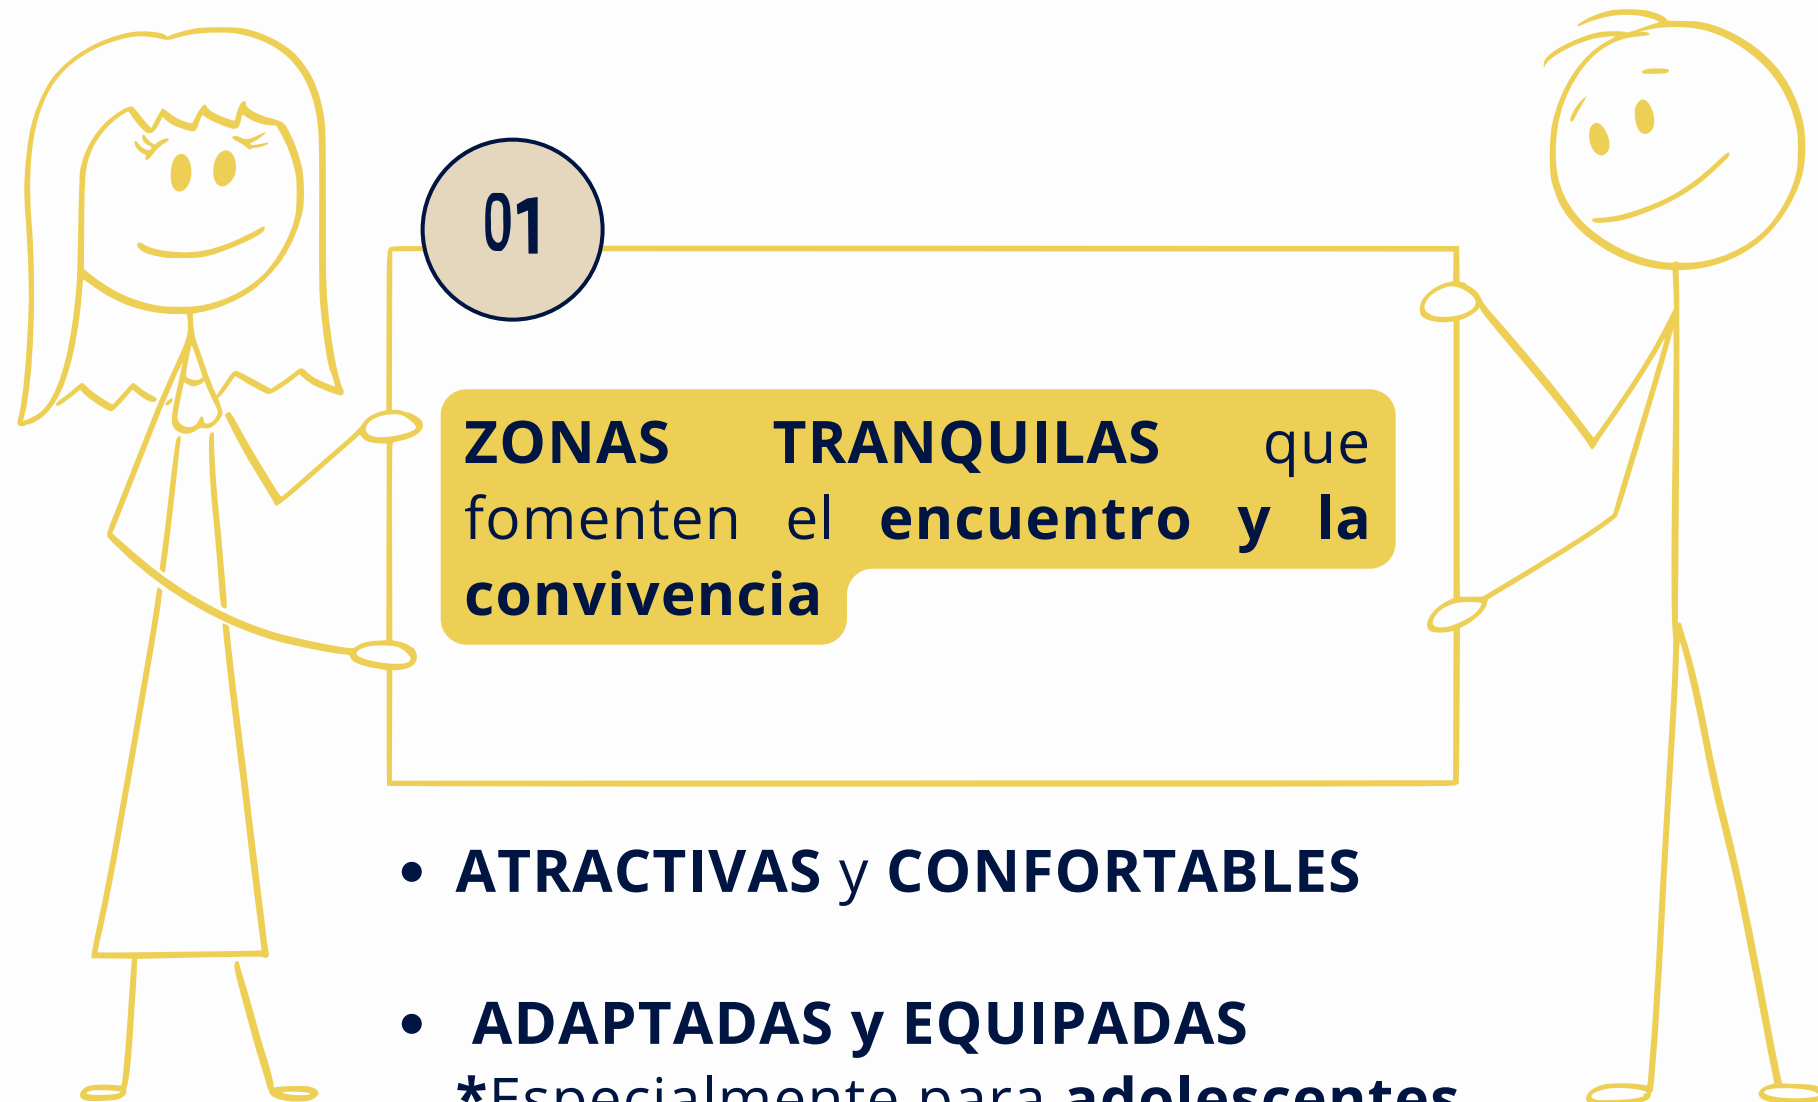 01
ZONAS TRANQUILAS que
fomenten el encuentro y la
convivencia
• ATRACTIVAS y CONFORTABLES
• ADAPTADAS y EQUIPADAS
*Especialmente para adolescentes